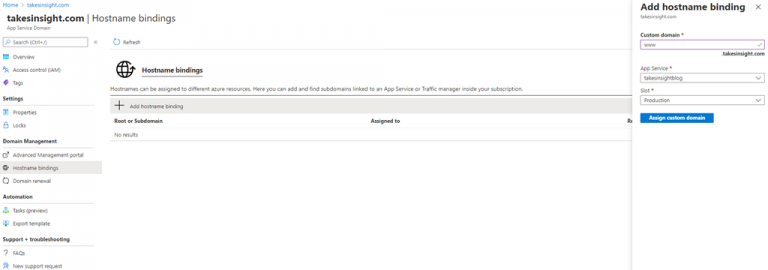 Home > takesinsight.com
takesinsight.com | Hostname bindings
App Service Domain
Search (Ctrl+/)
Overview
Access control (IAM)
Tags
Settings
Properties
Locks
Domain Management
Advanced Management portal
Hostname bindings
Domain renewal
Automation
Tasks (preview)
Export template
Support + troubleshooting
FAQs
New support request
Refresh
Hostname bindings
Hostnames can be assigned to different azure resources. Here you can add and find subdomains linked to an App Service or Traffic manager inside your subscription.
Add hostname binding
Root or Subdomain Assigned to Re
No results
Add hostname binding
takesinsight.com
Custom domain *
www
.takesinsight.com
App Service *
takesinsightblog
Slot *
Production
Assign custom domain